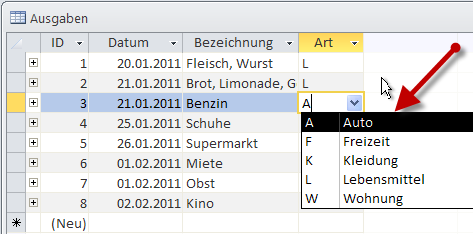 Ausgaben
ID Datum Bezeichnung Art
1 20.01.2011 Fleisch, Wurst L
2 21.01.2011 Brot, Limonade, G L
3 21.01.2011 Benzin A
4 25.01.2011 Schuhe
5 26.01.2011 Supermarkt
6 01.02.2011 Miete
7 01.02.2011 Obst
8 02.02.2011 Kino
(Neu)
A Auto
F Freizeit
K Kleidung
L Lebensmittel
W Wohnung